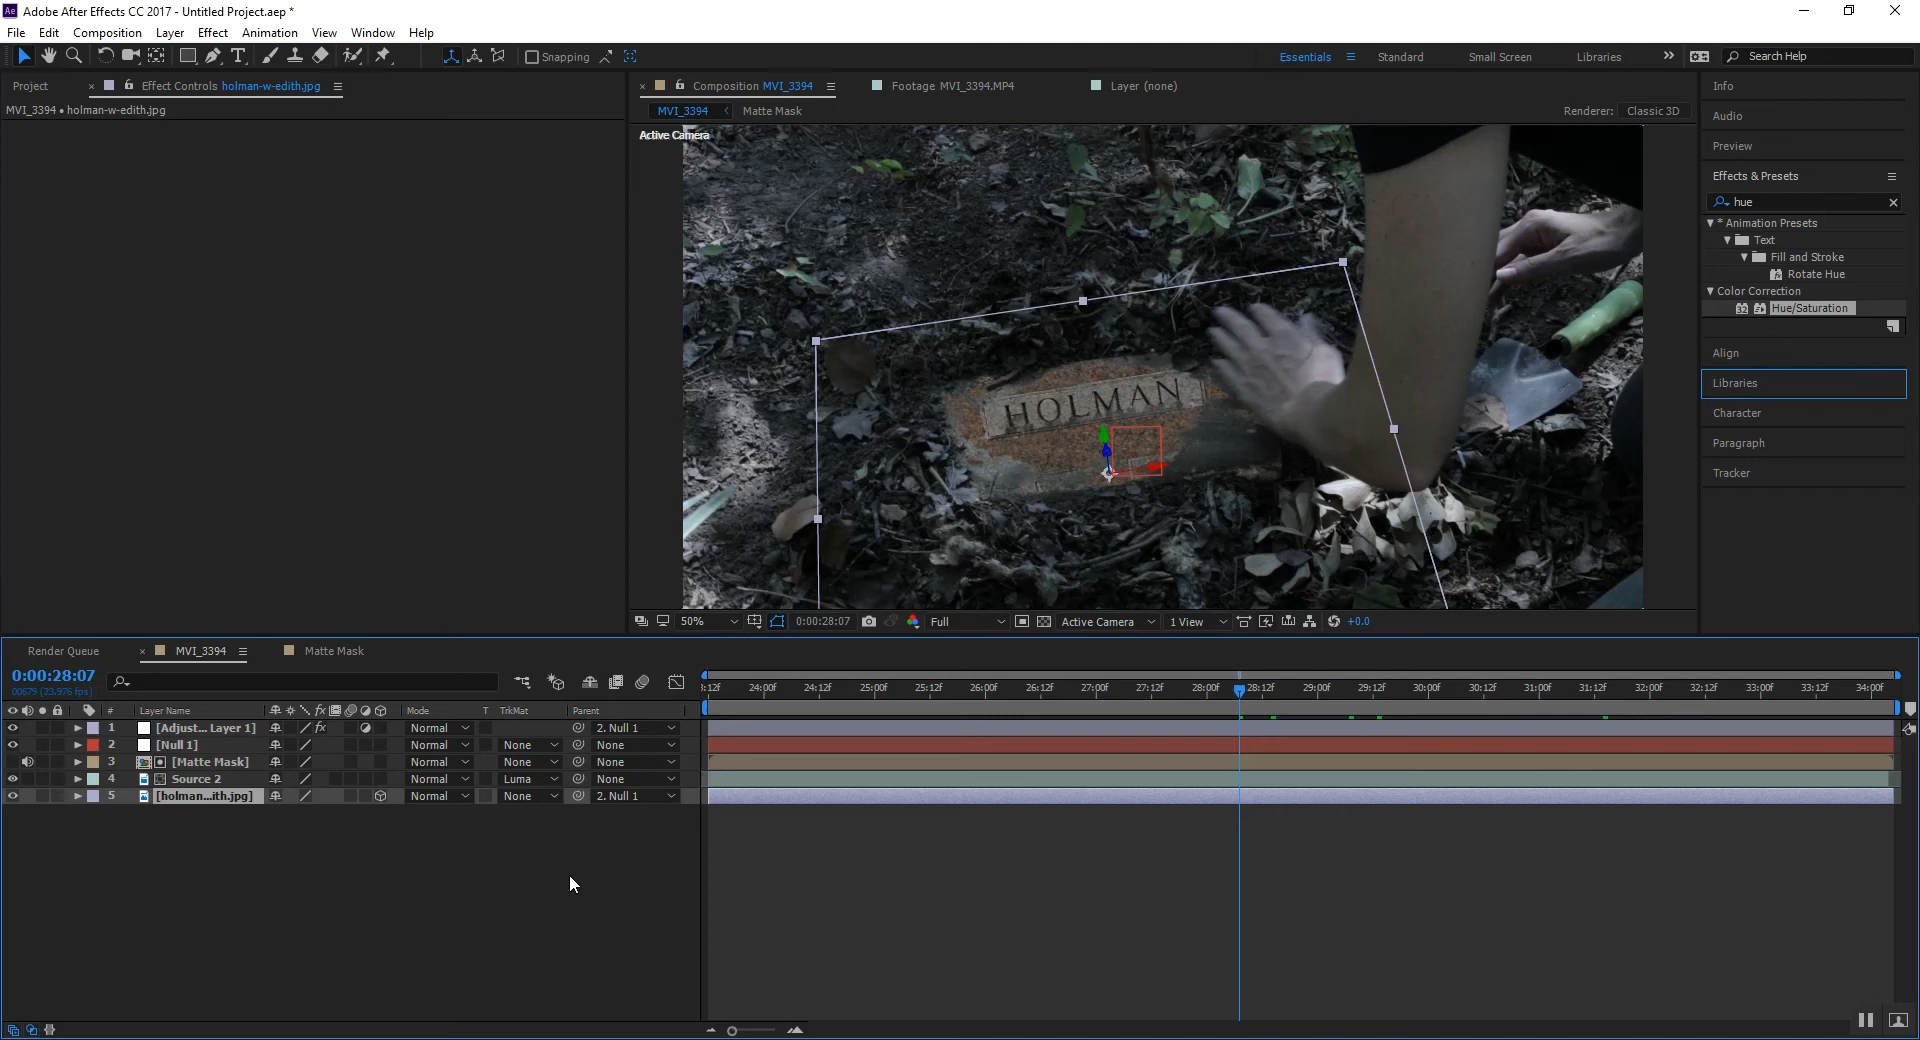 Adobe After Effects CC 2017 - Untitled Project.aep *
File Edit Composition Layer Effect Animation View Window Help
Snapping
Essentials Standard Small Screen Libraries Search Help
Project Effect Controls holman-w-edith.jpg
MVI_3394 • holman-w-edith.jpg
Composition MVI_3394 Footage MVI_3394.MP4 Layer (none)
MVI_3394 Matte Mask Renderer: Classic 3D
Active Camera
HOLMAN
50% 0:00:28:07 Full Active Camera 1 View +0.0
Info
Audio
Preview
Effects & Presets
hue
* Animation Presets
Text
Fill and Stroke
Rotate Hue
Color Correction
32 Hue/Saturation
Align
Libraries
Character
Paragraph
Tracker
Render Queue MVI_3394 Matte Mask
0:00:28:07
00679 (23.976 fps)
:12f 24:00f 24:12f 25:00f 25:12f 26:00f 26:12f 27:00f 27:12f 28:00f 28:12f 29:00f 29:12f 30:00f 30:12f 31:00f 31:12f 32:00f 32:12f 33:00f 33:12f 34:00f
# Layer Name Mode T TrkMat Parent
1 [Adjust... Layer 1] fx Normal 2. Null 1
2 [Null 1] Normal None None
3 [Matte Mask] Normal None None
4 Source 2 Normal Luma None
5 [holman...ith.jpg] Normal None 2. Null 1